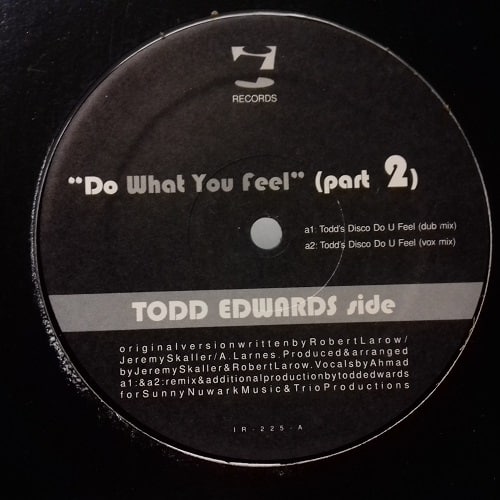 RECORDS
"Do What You Feel" (part 2)
a1: Todd's Disco Do U Feel (dub mix)
a2: Todd's Disco Do U Feel (vox mix)
TODD EDWARDS side
originalversionwrittenbyRobertLarow/
JeremySkaller/A.Larnes.Produced&arranged
byJeremySkaller&RobertLarow.VocalsbyAhmad
a1:&a2:remix&additionalproductionbytoddedwards
forSunnyNuwarkMusic&TrioProductions
IR-225-A